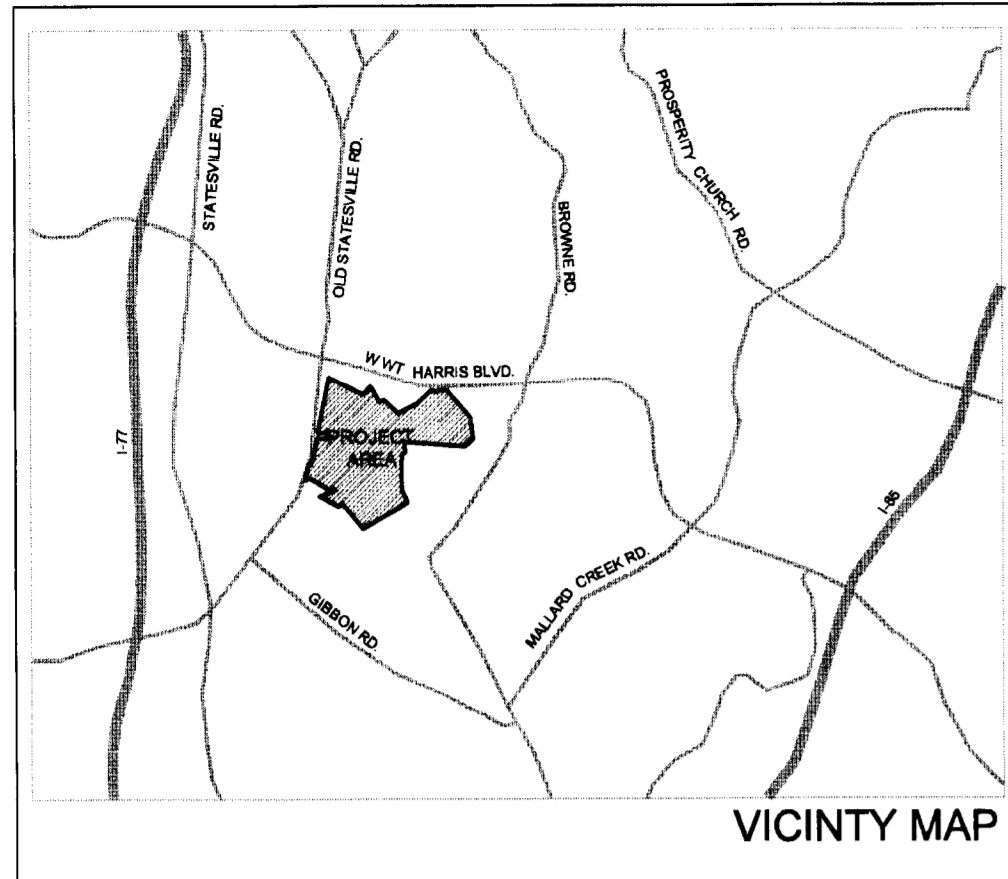 STATESVILLE RD.
OLD STATESVILLE RD.
BROWNE RD.
PROSPERITY CHURCH RD.
W WT HARRIS BLVD.
PROJECT
AREA
I-77
I-85
GIBBON RD.
MALLARD CREEK RD.
VICINTY MAP